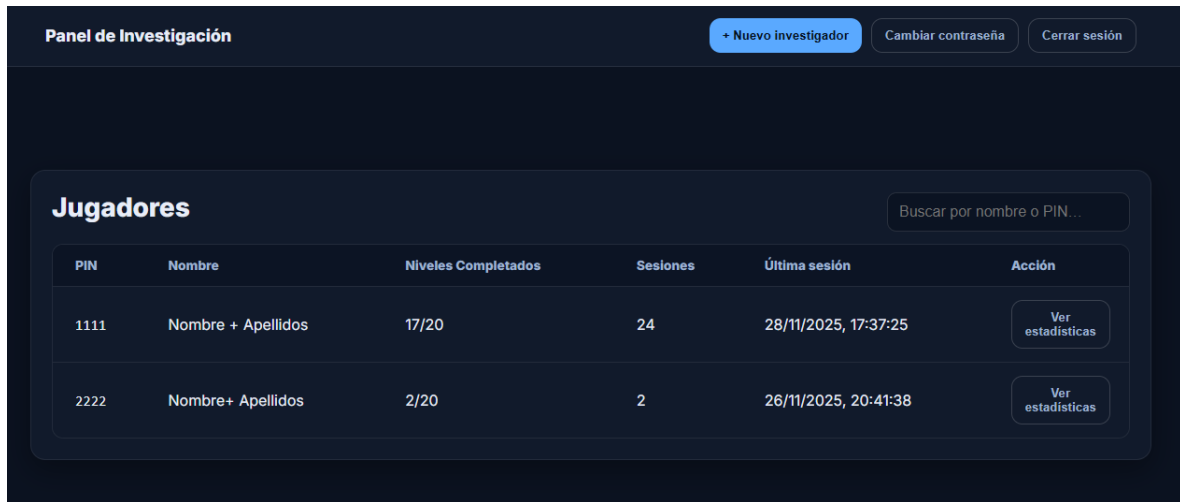 Panel de Investigación
+ Nuevo investigador
Cambiar contraseña
Cerrar sesión
Jugadores
Buscar por nombre o PIN...
PIN Nombre Niveles Completados Sesiones Última sesión Acción
1111 Nombre + Apellidos 17/20 24 28/11/2025, 17:37:25 Ver
estadísticas
2222 Nombre+ Apellidos 2/20 2 26/11/2025, 20:41:38 Ver
estadísticas